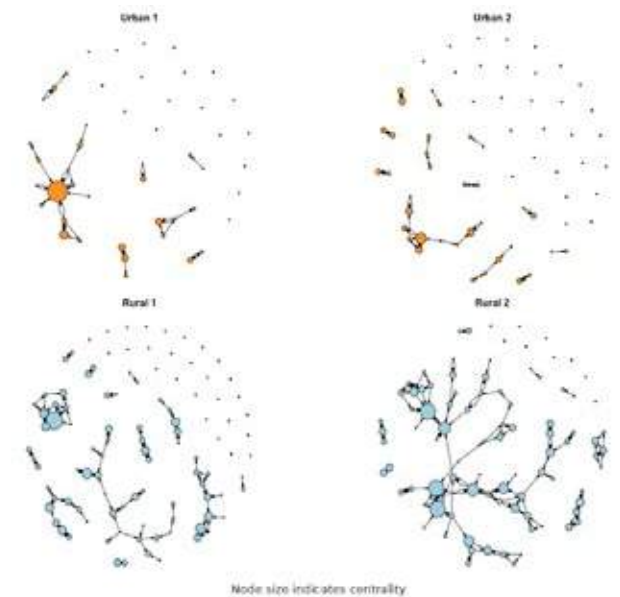 Urban 1
Urban 2
Rural 1
Rural 2
Node size indicates centrality